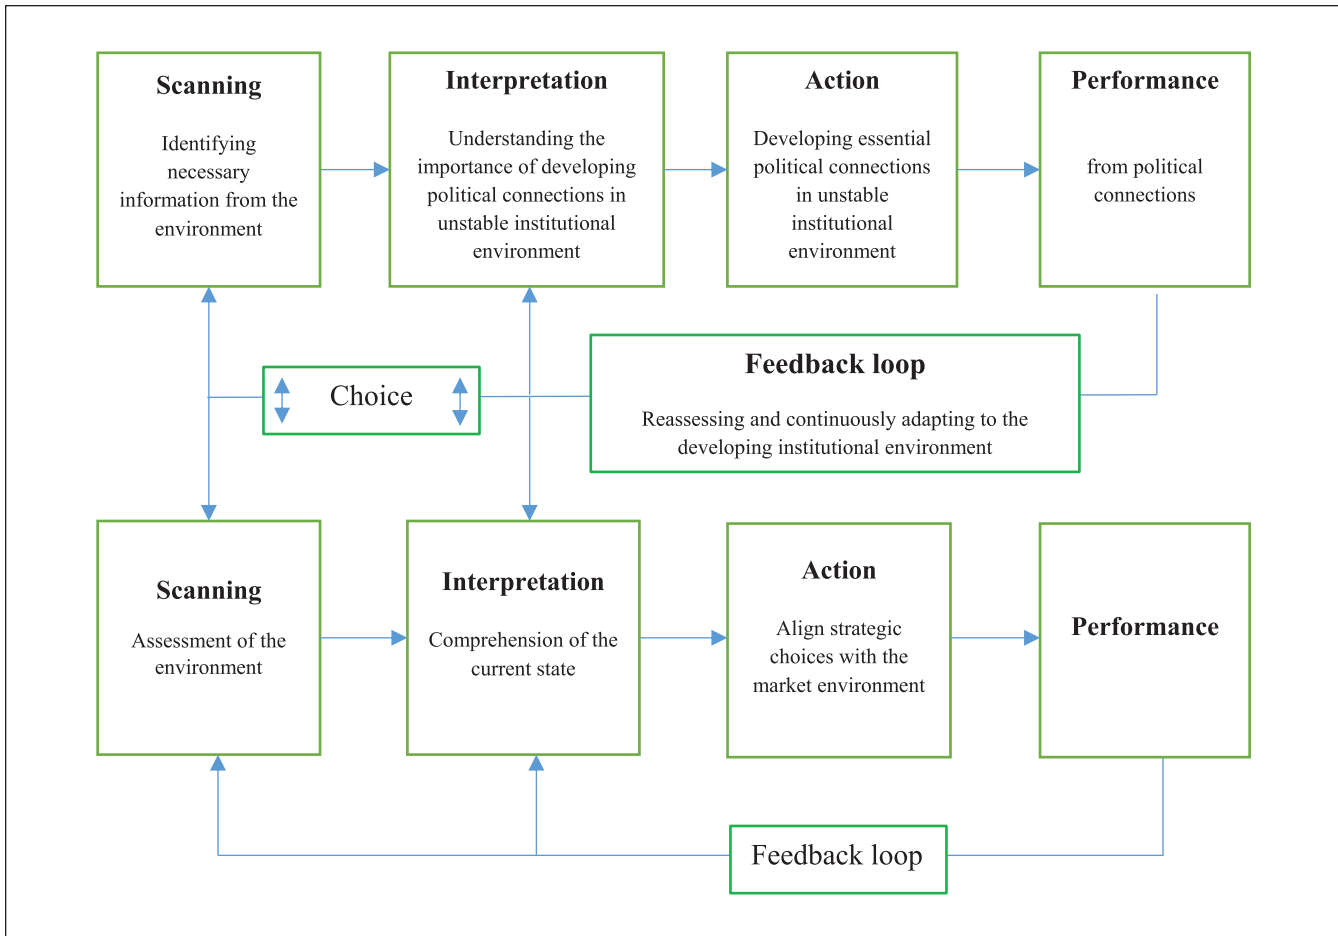 Scanning
Identifying
necessary
information from the
environment
Interpretation
Understanding the
importance of developing
political connections in
unstable institutional
environment
Action
Developing essential
political connections
in unstable
institutional
environment
Performance
from political
connections
Choice
Feedback loop
Reassessing and continuously adapting to the
developing institutional environment
Scanning
Assessment of the
environment
Interpretation
Comprehension of the
current state
Action
Align strategic
choices with the
market environment
Performance
Feedback loop